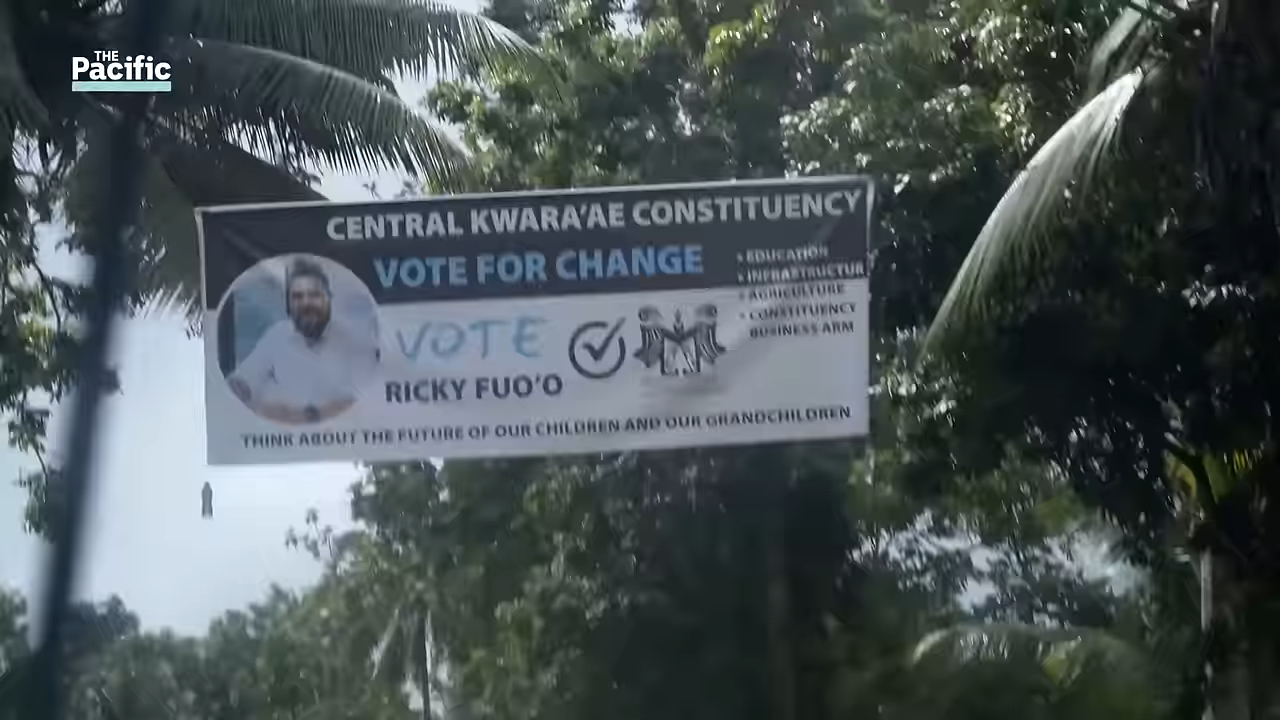 THE
Pacific
CENTRAL KWARA'AE CONSTITUENCY
VOTE FOR CHANGE
• EDUCATION
• INFRASTRUCTUR
• AGRICULTURE
• CONSTITUENCY
BUSINESS ARM
VOTE
RICKY FUO'O
THINK ABOUT THE FUTURE OF OUR CHILDREN AND OUR GRANDCHILDREN